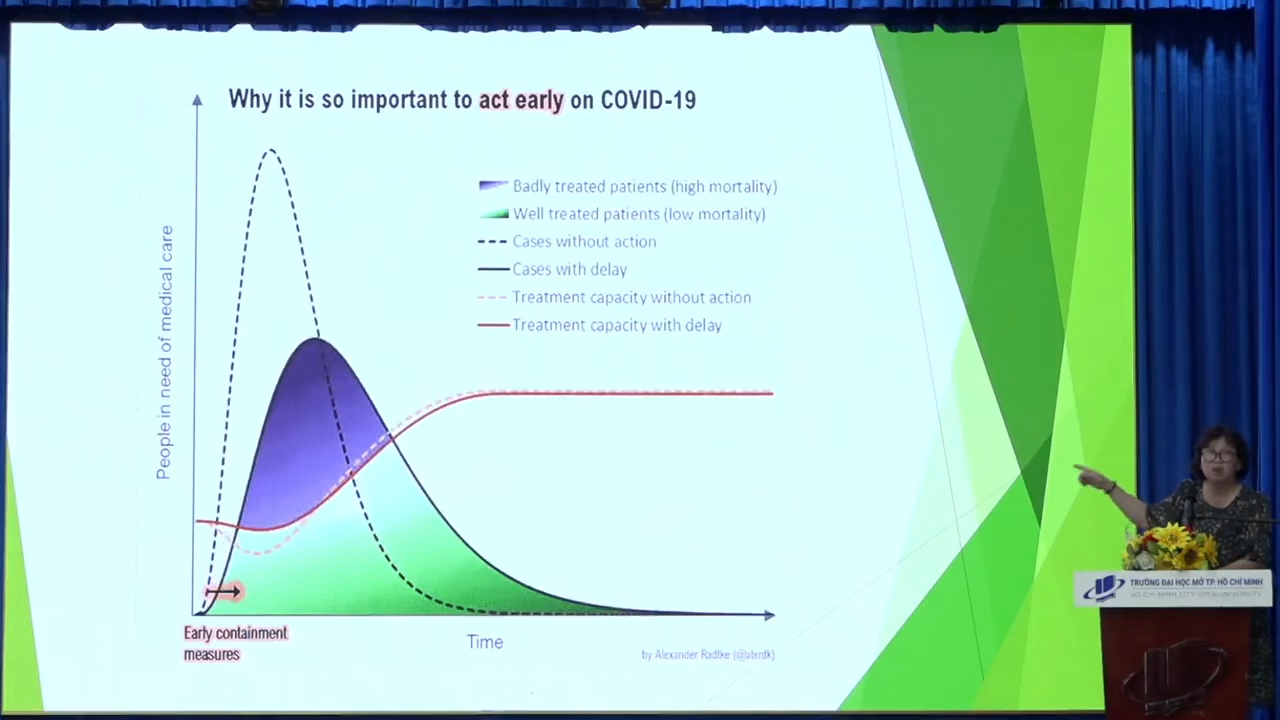 Why it is so important to act early on COVID-19
People in need of medical care
Badly treated patients (high mortality)
Well treated patients (low mortality)
Cases without action
Cases with delay
Treatment capacity without action
Treatment capacity with delay
Early containment
measures
Time
by Alexander Radtke (@alxrdk)
TRƯỜNG ĐẠI HỌC MỞ TP. HỒ CHÍ MINH
HO CHI MINH CITY OPEN UNIVERSITY